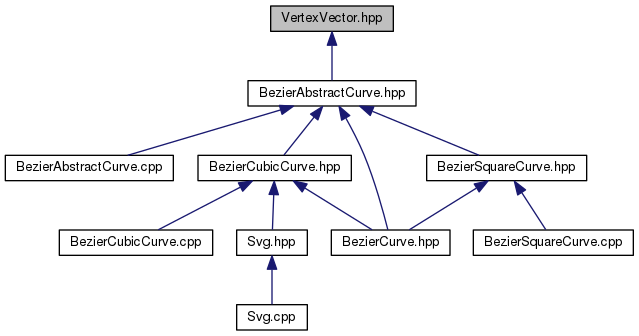 VertexVector.hpp
BezierAbstractCurve.hpp
BezierAbstractCurve.cpp
BezierCubicCurve.hpp
BezierSquareCurve.hpp
BezierCubicCurve.cpp
Svg.hpp
BezierCurve.hpp
BezierSquareCurve.cpp
Svg.cpp